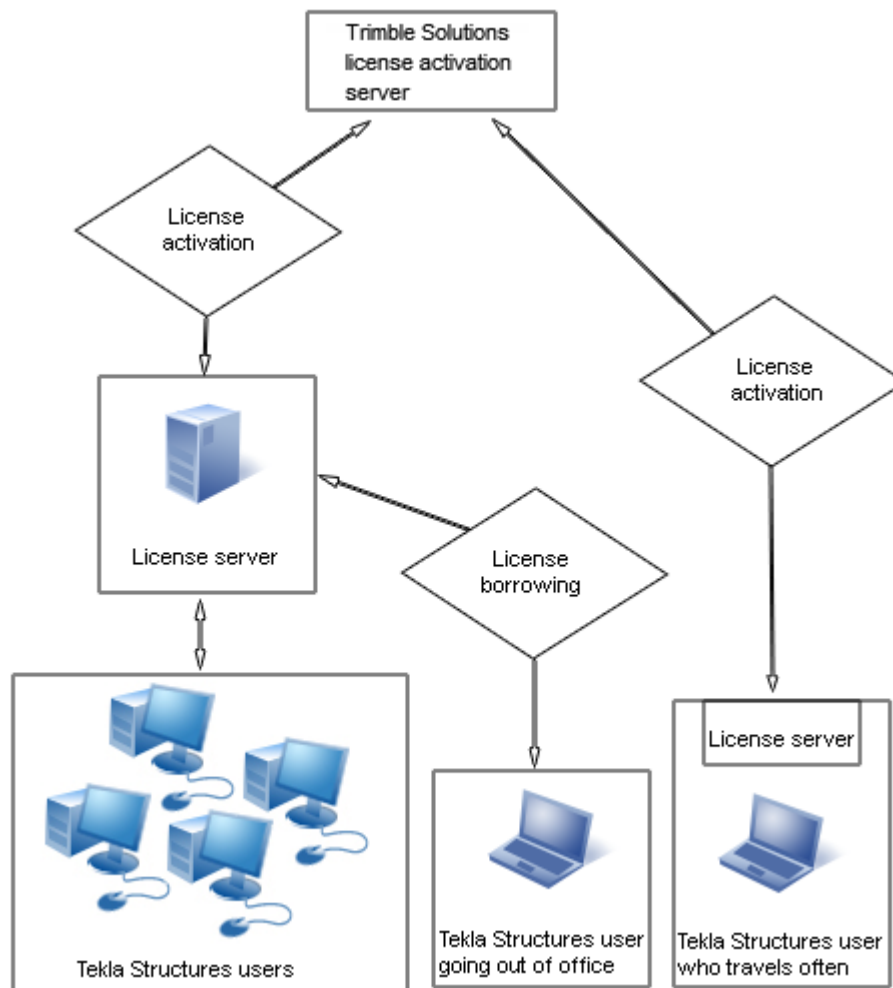 Trimble Solutions
license activation
server
License
activation
License
activation
License server
License
borrowing
License server
Tekla Structures users
Tekla Structures user
going out of office
Tekla Structures user
who travels often